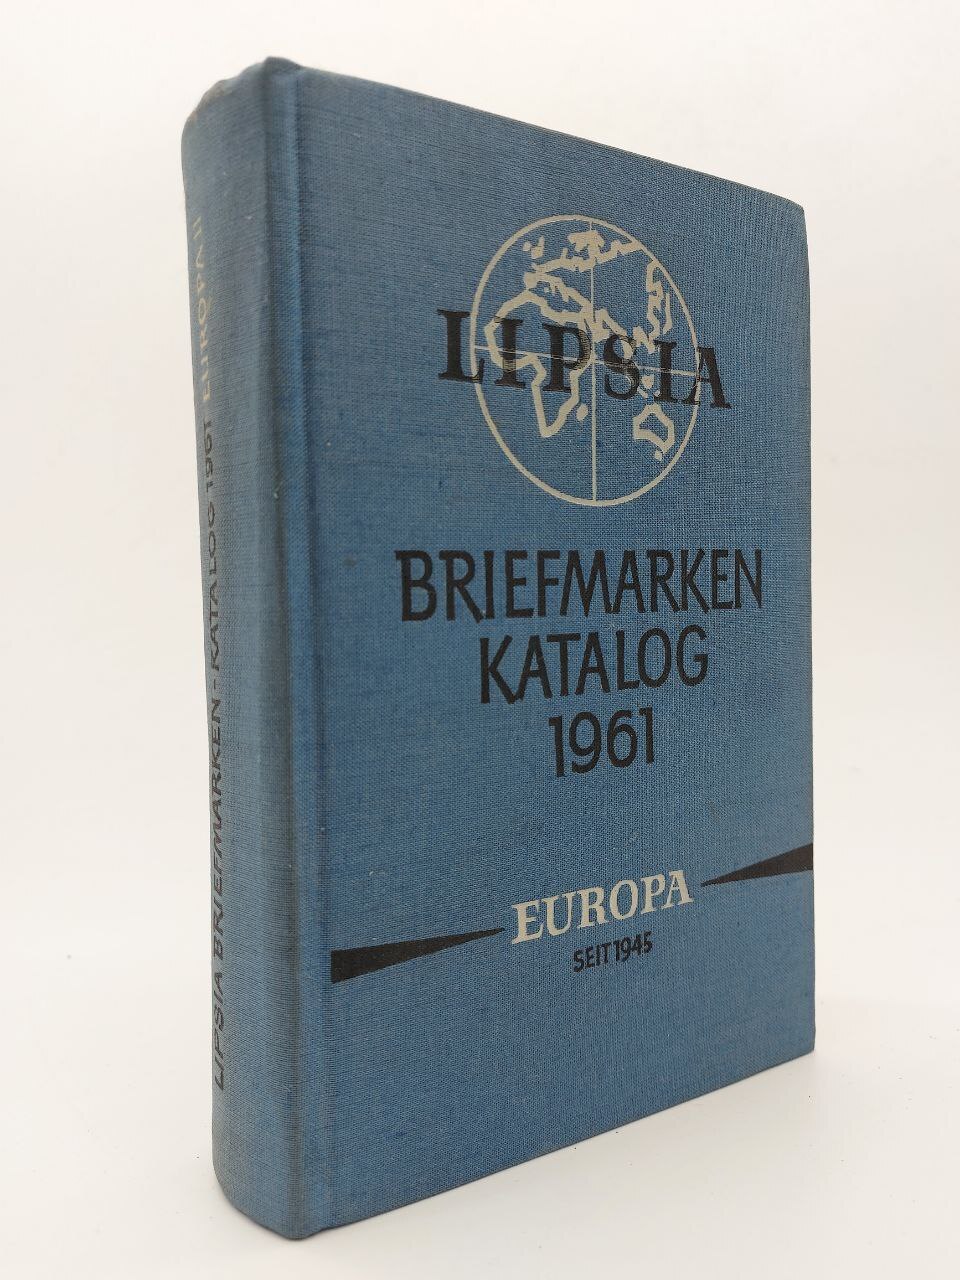 LIPSIA
BRIEFMARKEN
KATALOG
1961
EUROPA
SEIT 1945
LIPSIA BRIEFMARKEN-KATALOG 1961 EUROPA II